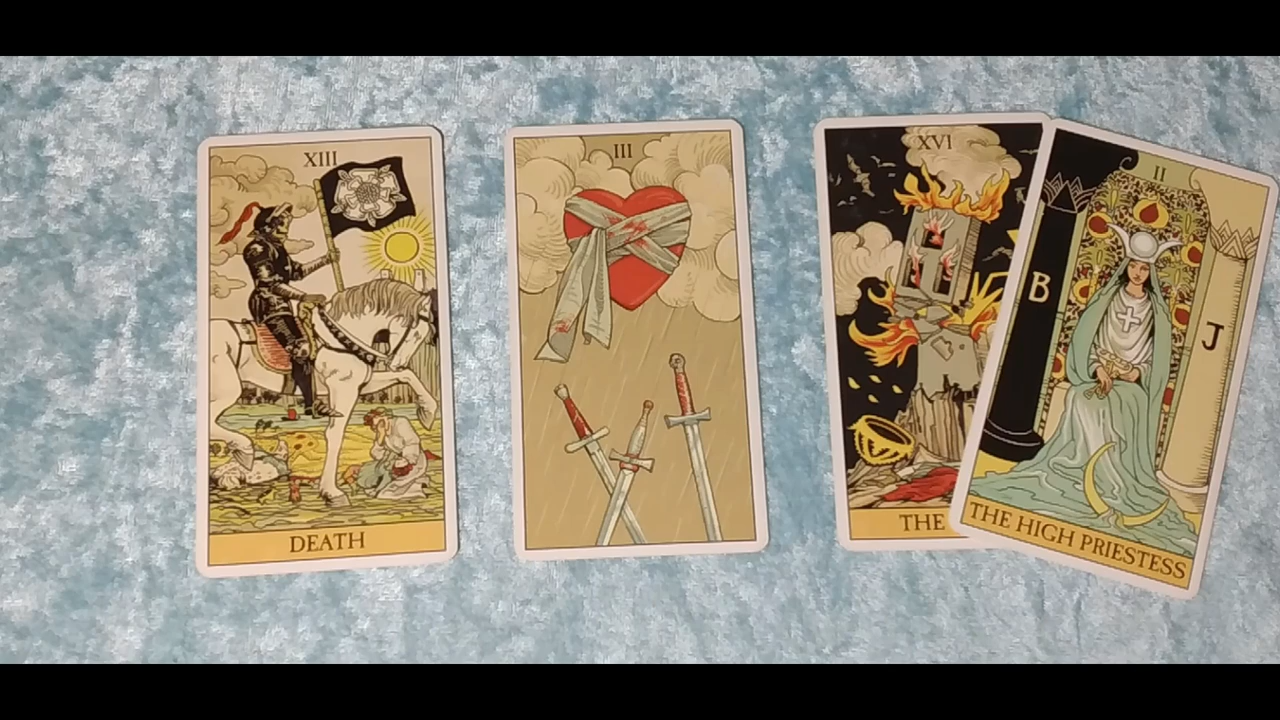 XIII
DEATH
III
XVI
THE
II
B
J
THE HIGH PRIESTESS